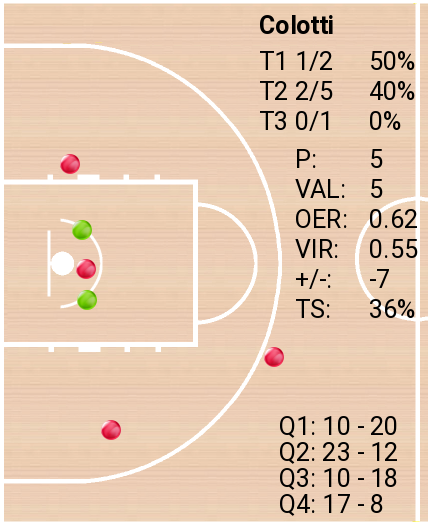 Colotti
T1 1/2 50%
T2 2/5 40%
T3 0/1 0%
P: 5
VAL: 5
OER: 0.62
VIR: 0.55
+/-: -7
TS: 36%
Q1: 10 - 20
Q2: 23 - 12
Q3: 10 - 18
Q4: 17 - 8